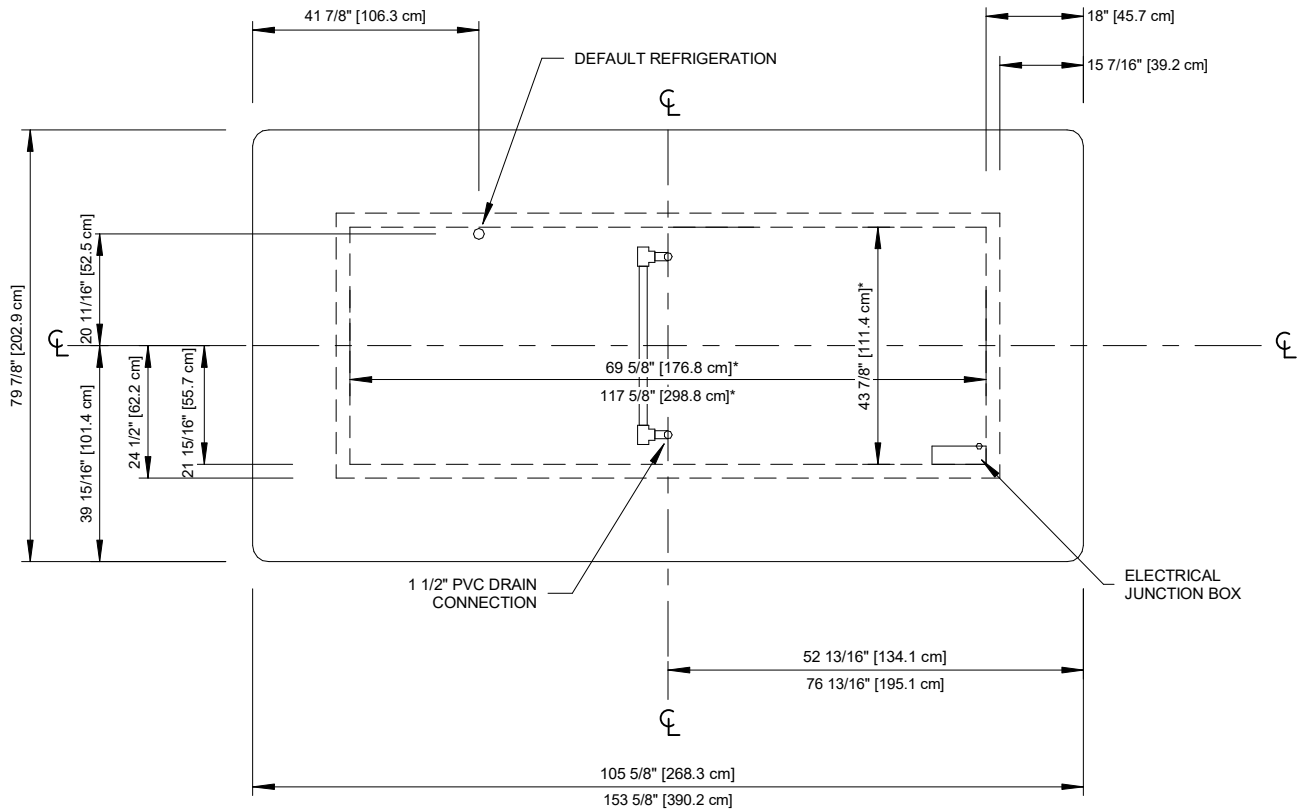 41 7/8" [106.3 cm]
18" [45.7 cm]
15 7/16" [39.2 cm]
DEFAULT REFRIGERATION
℄
79 7/8" [202.9 cm]
20 11/16" [52.5 cm]
39 15/16" [101.4 cm]
24 1/2" [62.2 cm]
21 15/16" [55.7 cm]
℄
69 5/8" [176.8 cm]*
117 5/8" [298.8 cm]*
43 7/8" [111.4 cm]*
℄
1 1/2" PVC DRAIN
CONNECTION
ELECTRICAL
JUNCTION BOX
52 13/16" [134.1 cm]
76 13/16" [195.1 cm]
℄
105 5/8" [268.3 cm]
153 5/8" [390.2 cm]